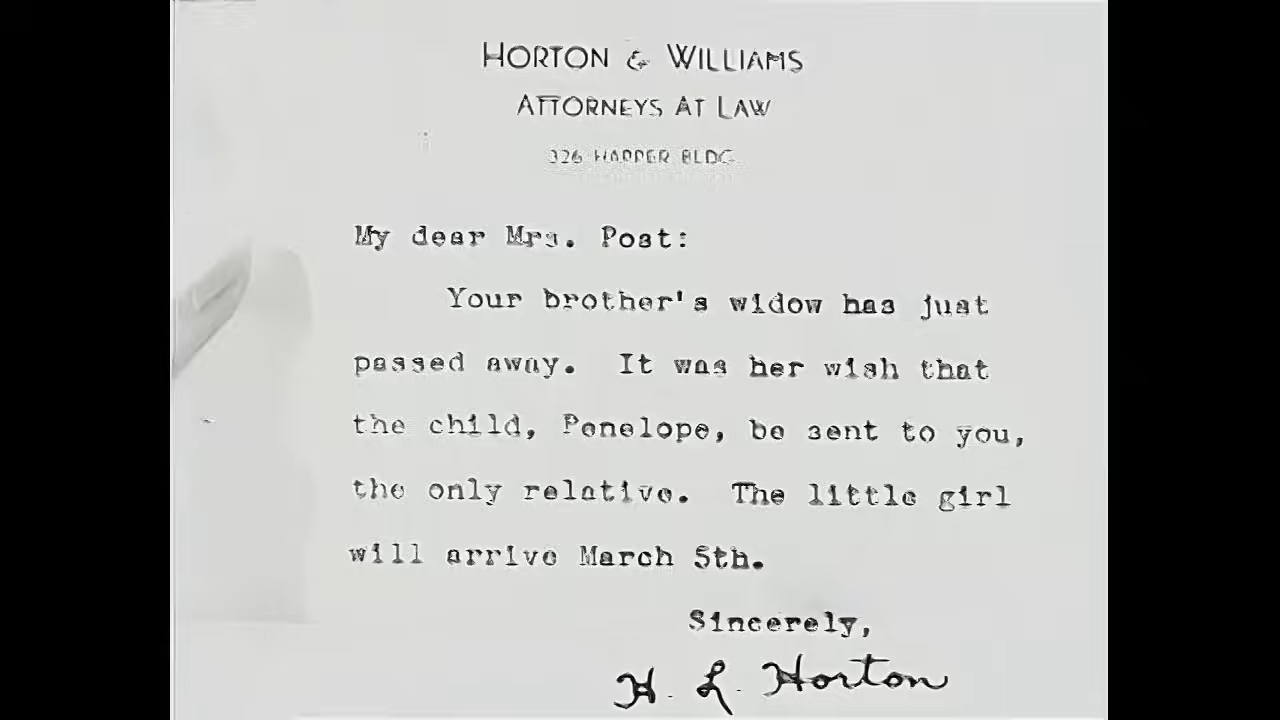 HORTON & WILLIAMS
ATTORNEYS AT LAW
326 HARPER BLDG.
My dear Mrs. Post:
Your brother's widow has just
passed away. It was her wish that
the child, Penelope, be sent to you,
the only relative. The little girl
will arrive March 5th.
Sincerely,
H. L. Horton